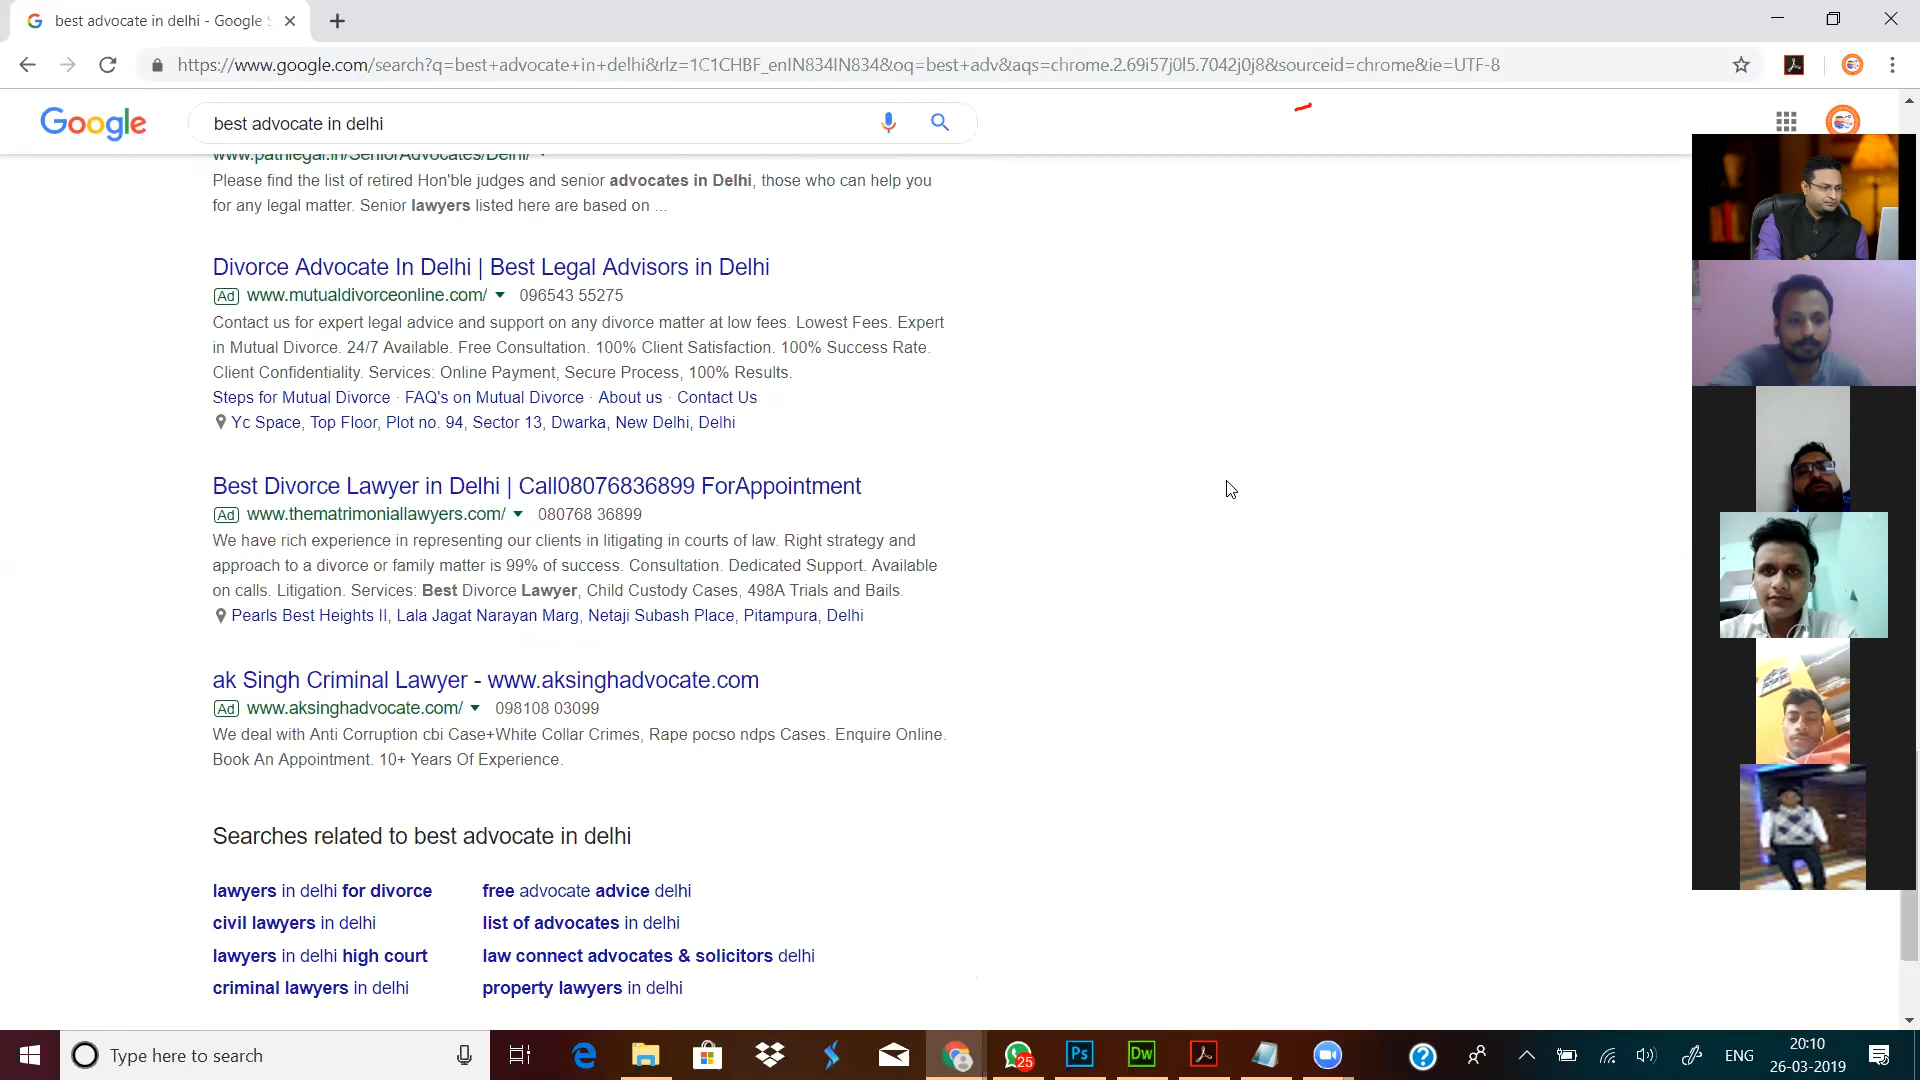 best advocate in delhi - Google S
https://www.google.com/search?q=best+advocate+in+delhi&rlz=1C1CHBF_enIN834IN834&oq=best+adv&aqs=chrome.2.69i57j0l5.7042j0j8&sourceid=chrome&ie=UTF-8
Google
best advocate in delhi
www.pathlegal.in/SeniorAdvocates/Delhi/
Please find the list of retired Hon'ble judges and senior advocates in Delhi, those who can help you
for any legal matter. Senior lawyers listed here are based on ...
Divorce Advocate In Delhi | Best Legal Advisors in Delhi
Ad www.mutualdivorceonline.com/ 096543 55275
Contact us for expert legal advice and support on any divorce matter at low fees. Lowest Fees. Expert
in Mutual Divorce. 24/7 Available. Free Consultation. 100% Client Satisfaction. 100% Success Rate.
Client Confidentiality. Services: Online Payment, Secure Process, 100% Results.
Steps for Mutual Divorce · FAQ's on Mutual Divorce · About us · Contact Us
Yc Space, Top Floor, Plot no. 94, Sector 13, Dwarka, New Delhi, Delhi
Best Divorce Lawyer in Delhi | Call08076836899 ForAppointment
Ad www.thematrimoniallawyers.com/ 080768 36899
We have rich experience in representing our clients in litigating in courts of law. Right strategy and
approach to a divorce or family matter is 99% of success. Consultation. Dedicated Support. Available
on calls. Litigation. Services: Best Divorce Lawyer, Child Custody Cases, 498A Trials and Bails.
Pearls Best Heights II, Lala Jagat Narayan Marg, Netaji Subash Place, Pitampura, Delhi
ak Singh Criminal Lawyer - www.aksinghadvocate.com
Ad www.aksinghadvocate.com/ 098108 03099
We deal with Anti Corruption cbi Case+White Collar Crimes, Rape pocso ndps Cases. Enquire Online.
Book An Appointment. 10+ Years Of Experience.
Searches related to best advocate in delhi
lawyers in delhi for divorce free advocate advice delhi
civil lawyers in delhi list of advocates in delhi
lawyers in delhi high court law connect advocates & solicitors delhi
criminal lawyers in delhi property lawyers in delhi
Type here to search
25
Ps
Dw
ENG
20:10
26-03-2019